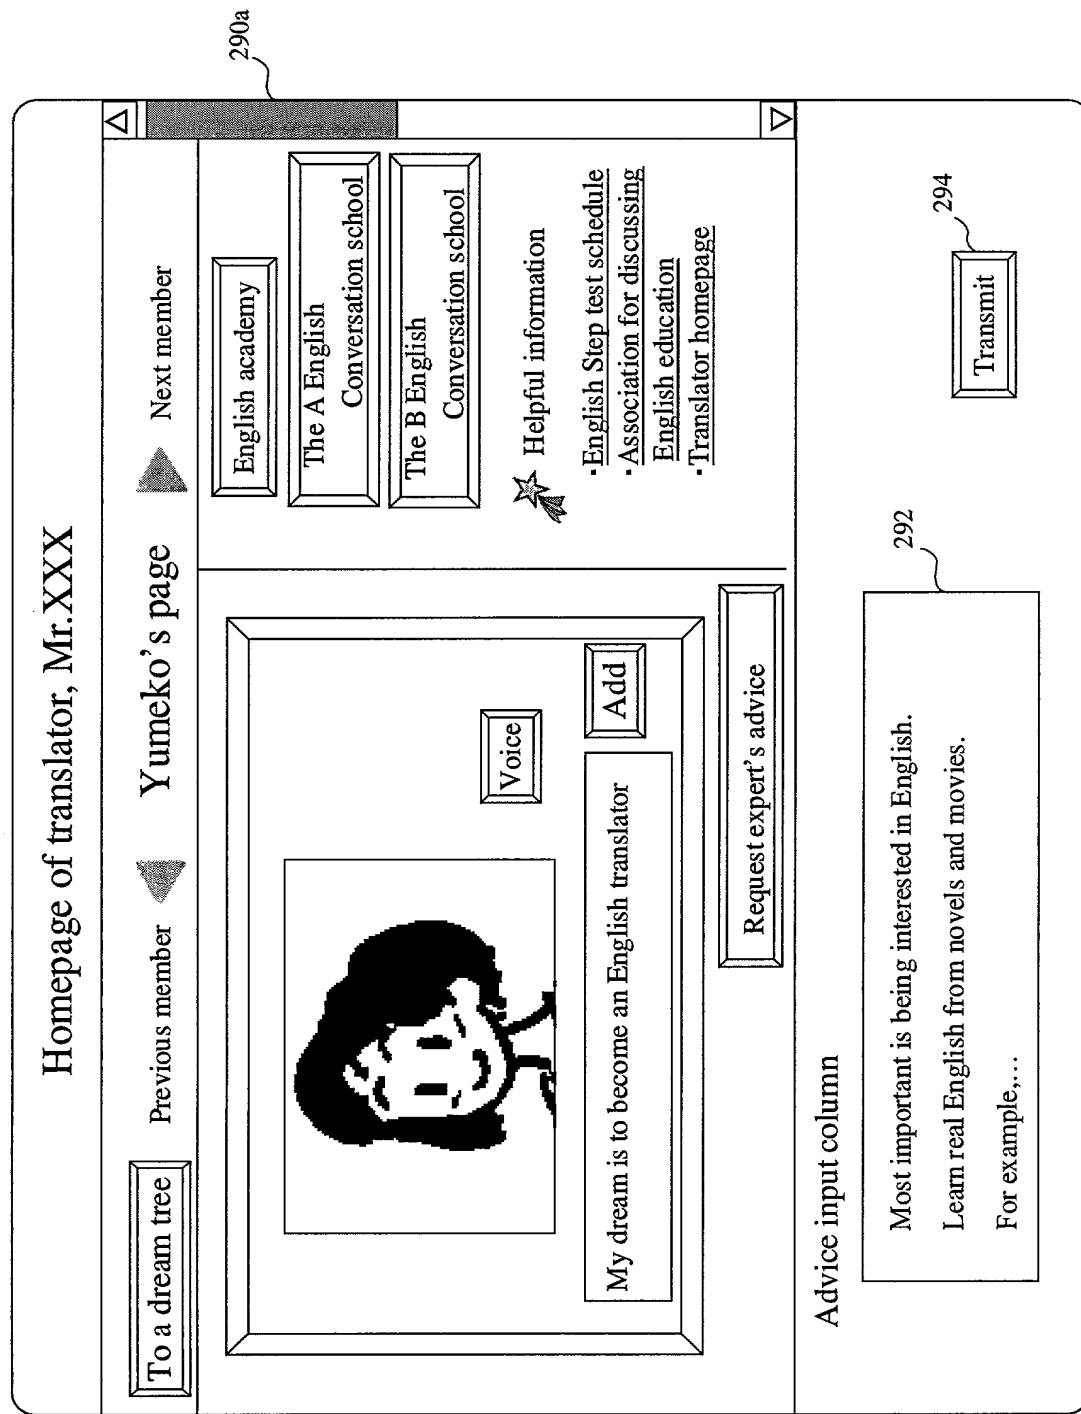 Homepage of translator, Mr.XXX
To a dream tree
Previous member
Yumeko's page
Next member
290a
Voice
My dream is to become an English translator
Add
Request expert's advice
English academy
The A English
Conversation school
The B English
Conversation school
Helpful information
·English Step test schedule
·Association for discussing
English education
·Translator homepage
Advice input column
292
Most important is being interested in English.
Learn real English from novels and movies.
For example,...
294
Transmit